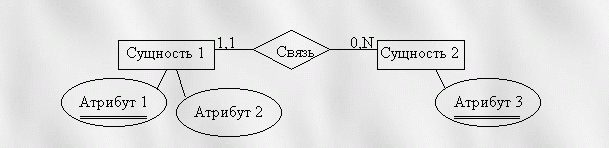 Сущность 1
1,1
Связь
0,N
Сущность 2
Атрибут 1
Атрибут 2
Атрибут 3